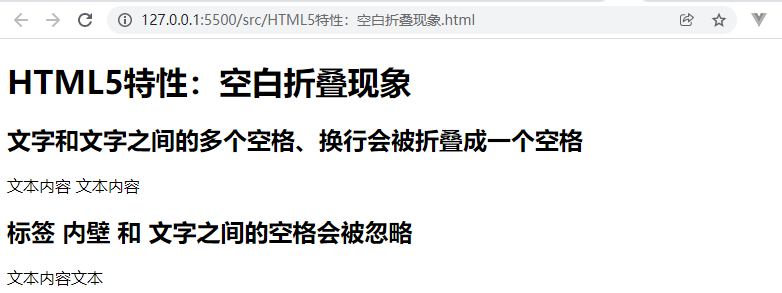 127.0.0.1:5500/src/HTML5特性：空白折叠现象.html
HTML5特性：空白折叠现象
文字和文字之间的多个空格、换行会被折叠成一个空格
文本内容 文本内容
标签 内壁 和 文字之间的空格会被忽略
文本内容文本